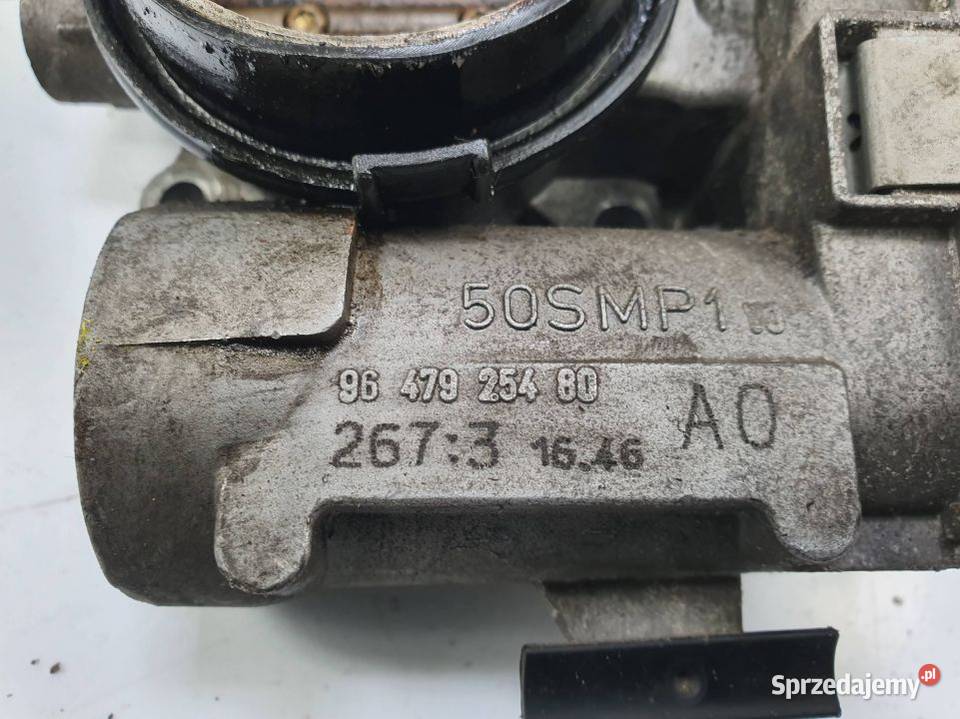 50SMP1
96 479 254 80
267:3 16.46 A0
Sprzedajemy.pl